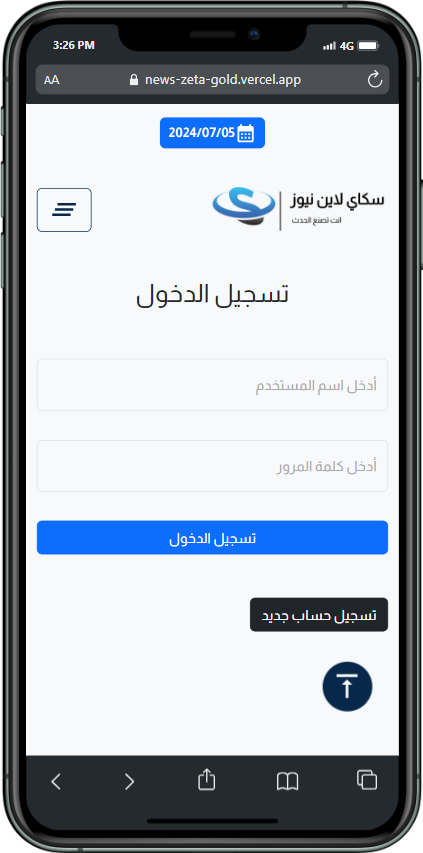 3:26 PM
4G
AA
news-zeta-gold.vercel.app
2024/07/05
سكاي لاين نيوز
انت تصنع الحدث
تسجيل الدخول
أدخل اسم المستخدم
أدخل كلمة المرور
تسجيل الدخول
تسجيل حساب جديد